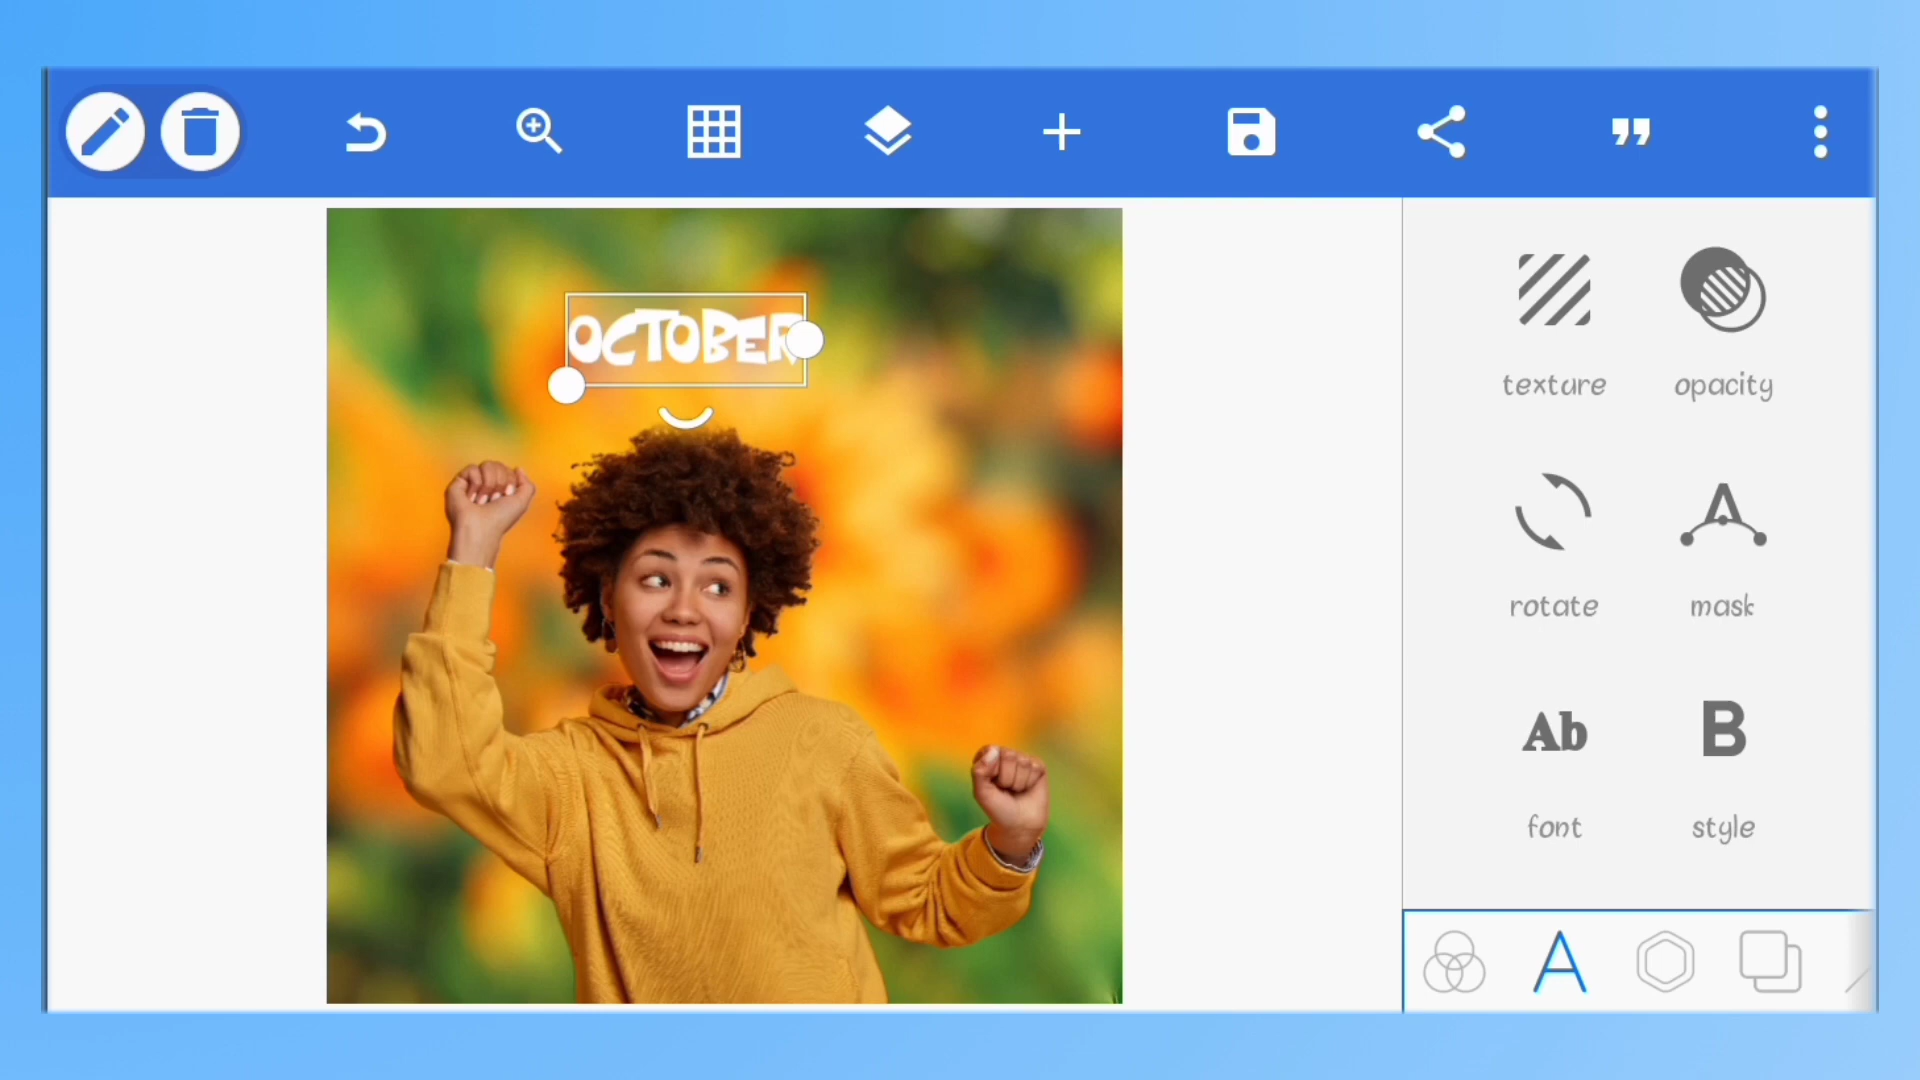 OCTOBER
texture
opacity
rotate
mask
Ab
B
font
style
A